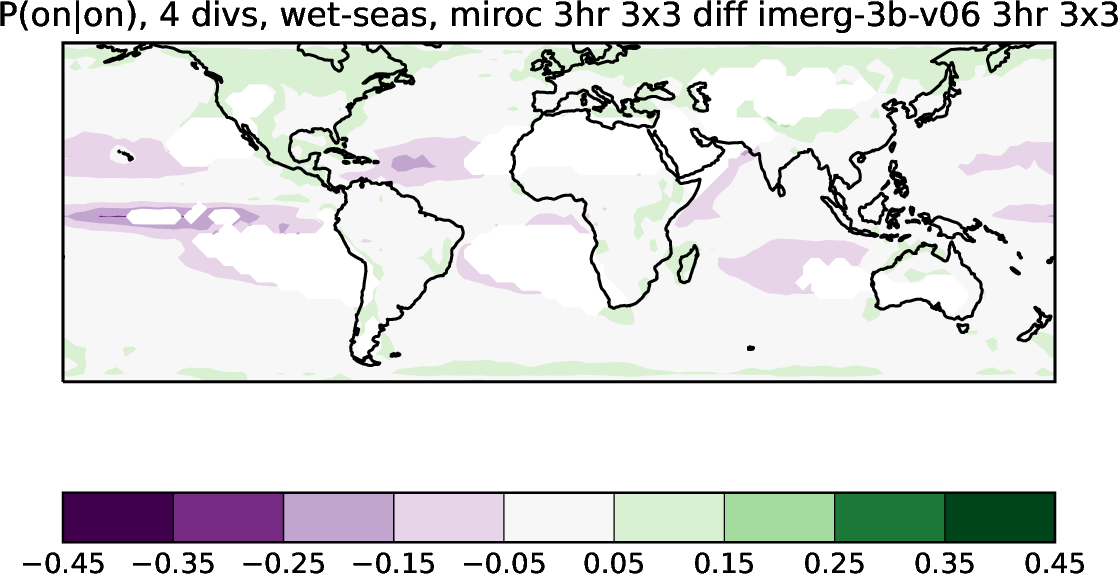 P(on|on), 4 divs, wet-seas, miroc 3hr 3x3 diff imerg-3b-v06 3hr 3x3
−0.45 −0.35 −0.25 −0.15 −0.05 0.05 0.15 0.25 0.35 0.45